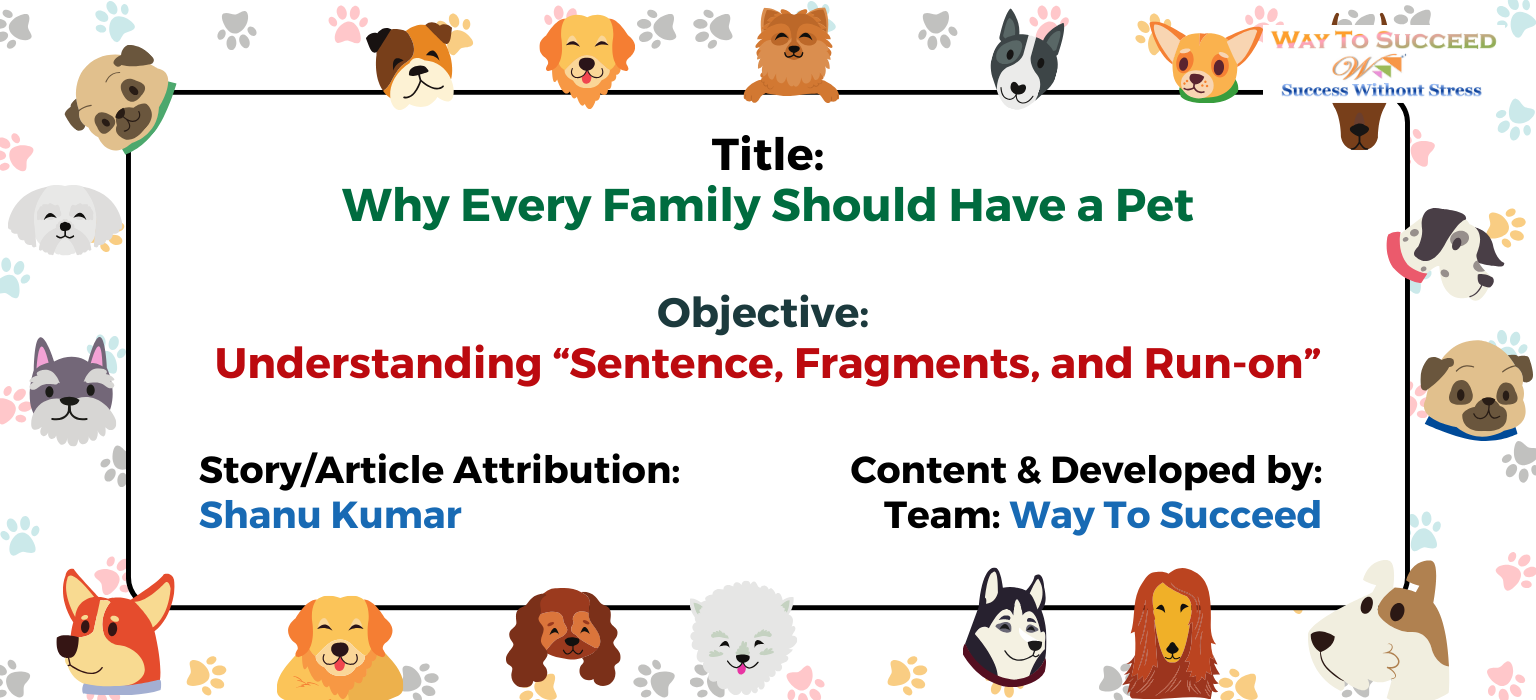 WAY TO SUCCEED
W
Success Without Stress
Title:
Why Every Family Should Have a Pet
Objective:
Understanding “Sentence, Fragments, and Run-on”
Story/Article Attribution:
Shanu Kumar
Content & Developed by:
Team: Way To Succeed